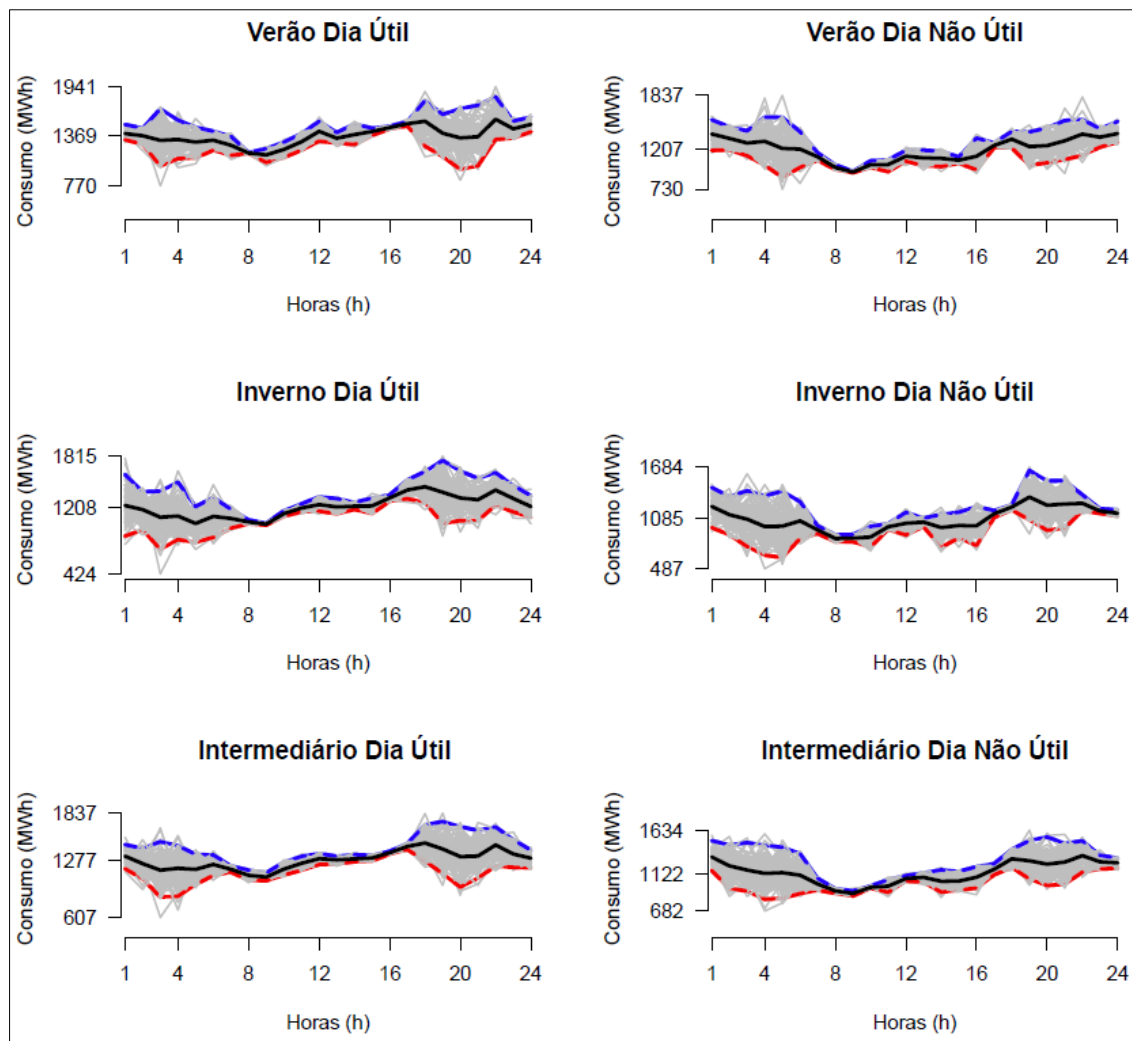 Verão Dia Útil
Consumo (MWh)
1941
1369
770
1 4 8 12 16 20 24
Horas (h)
Verão Dia Não Útil
Consumo (MWh)
1837
1207
730
1 4 8 12 16 20 24
Horas (h)
Inverno Dia Útil
Consumo (MWh)
1815
1208
424
1 4 8 12 16 20 24
Horas (h)
Inverno Dia Não Útil
Consumo (MWh)
1684
1085
487
1 4 8 12 16 20 24
Horas (h)
Intermediário Dia Útil
Consumo (MWh)
1837
1277
607
1 4 8 12 16 20 24
Horas (h)
Intermediário Dia Não Útil
Consumo (MWh)
1634
1122
682
1 4 8 12 16 20 24
Horas (h)